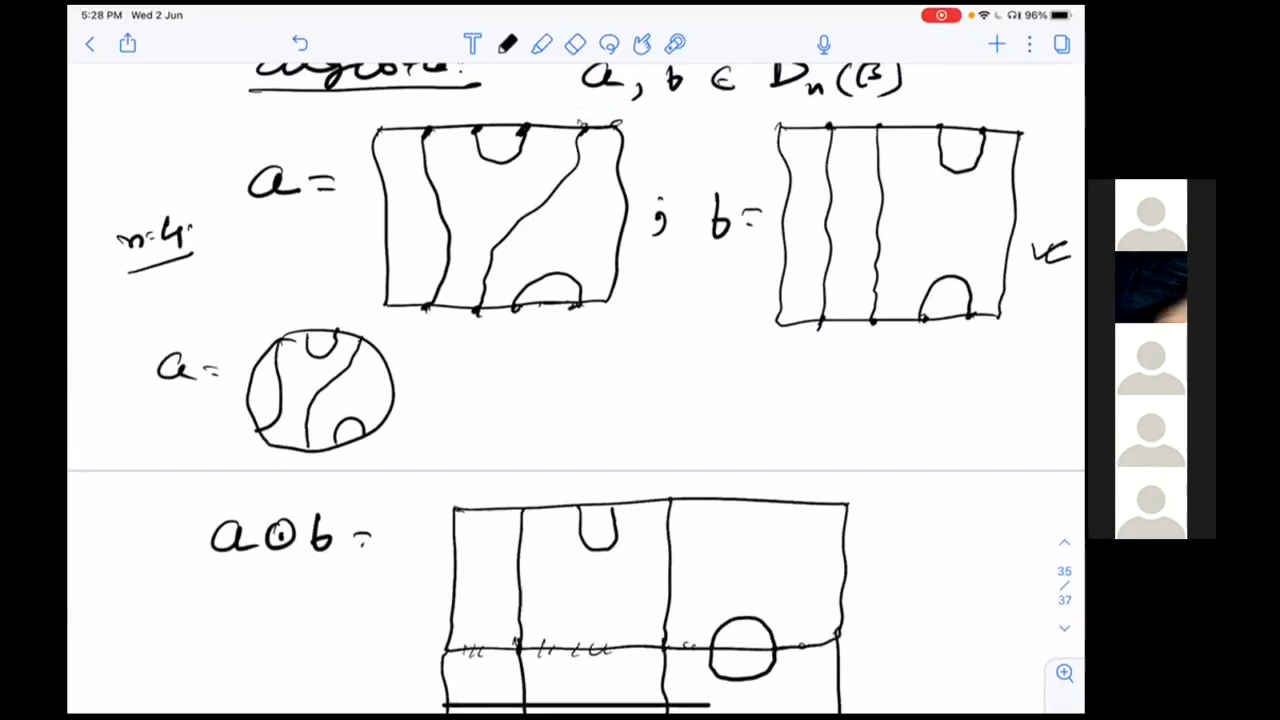 5:28 PM Wed 2 Jun
96%
a, b ∈ Dn(β)
a =
; b =
n=4
a =
a ⊙ b =
35
/
37